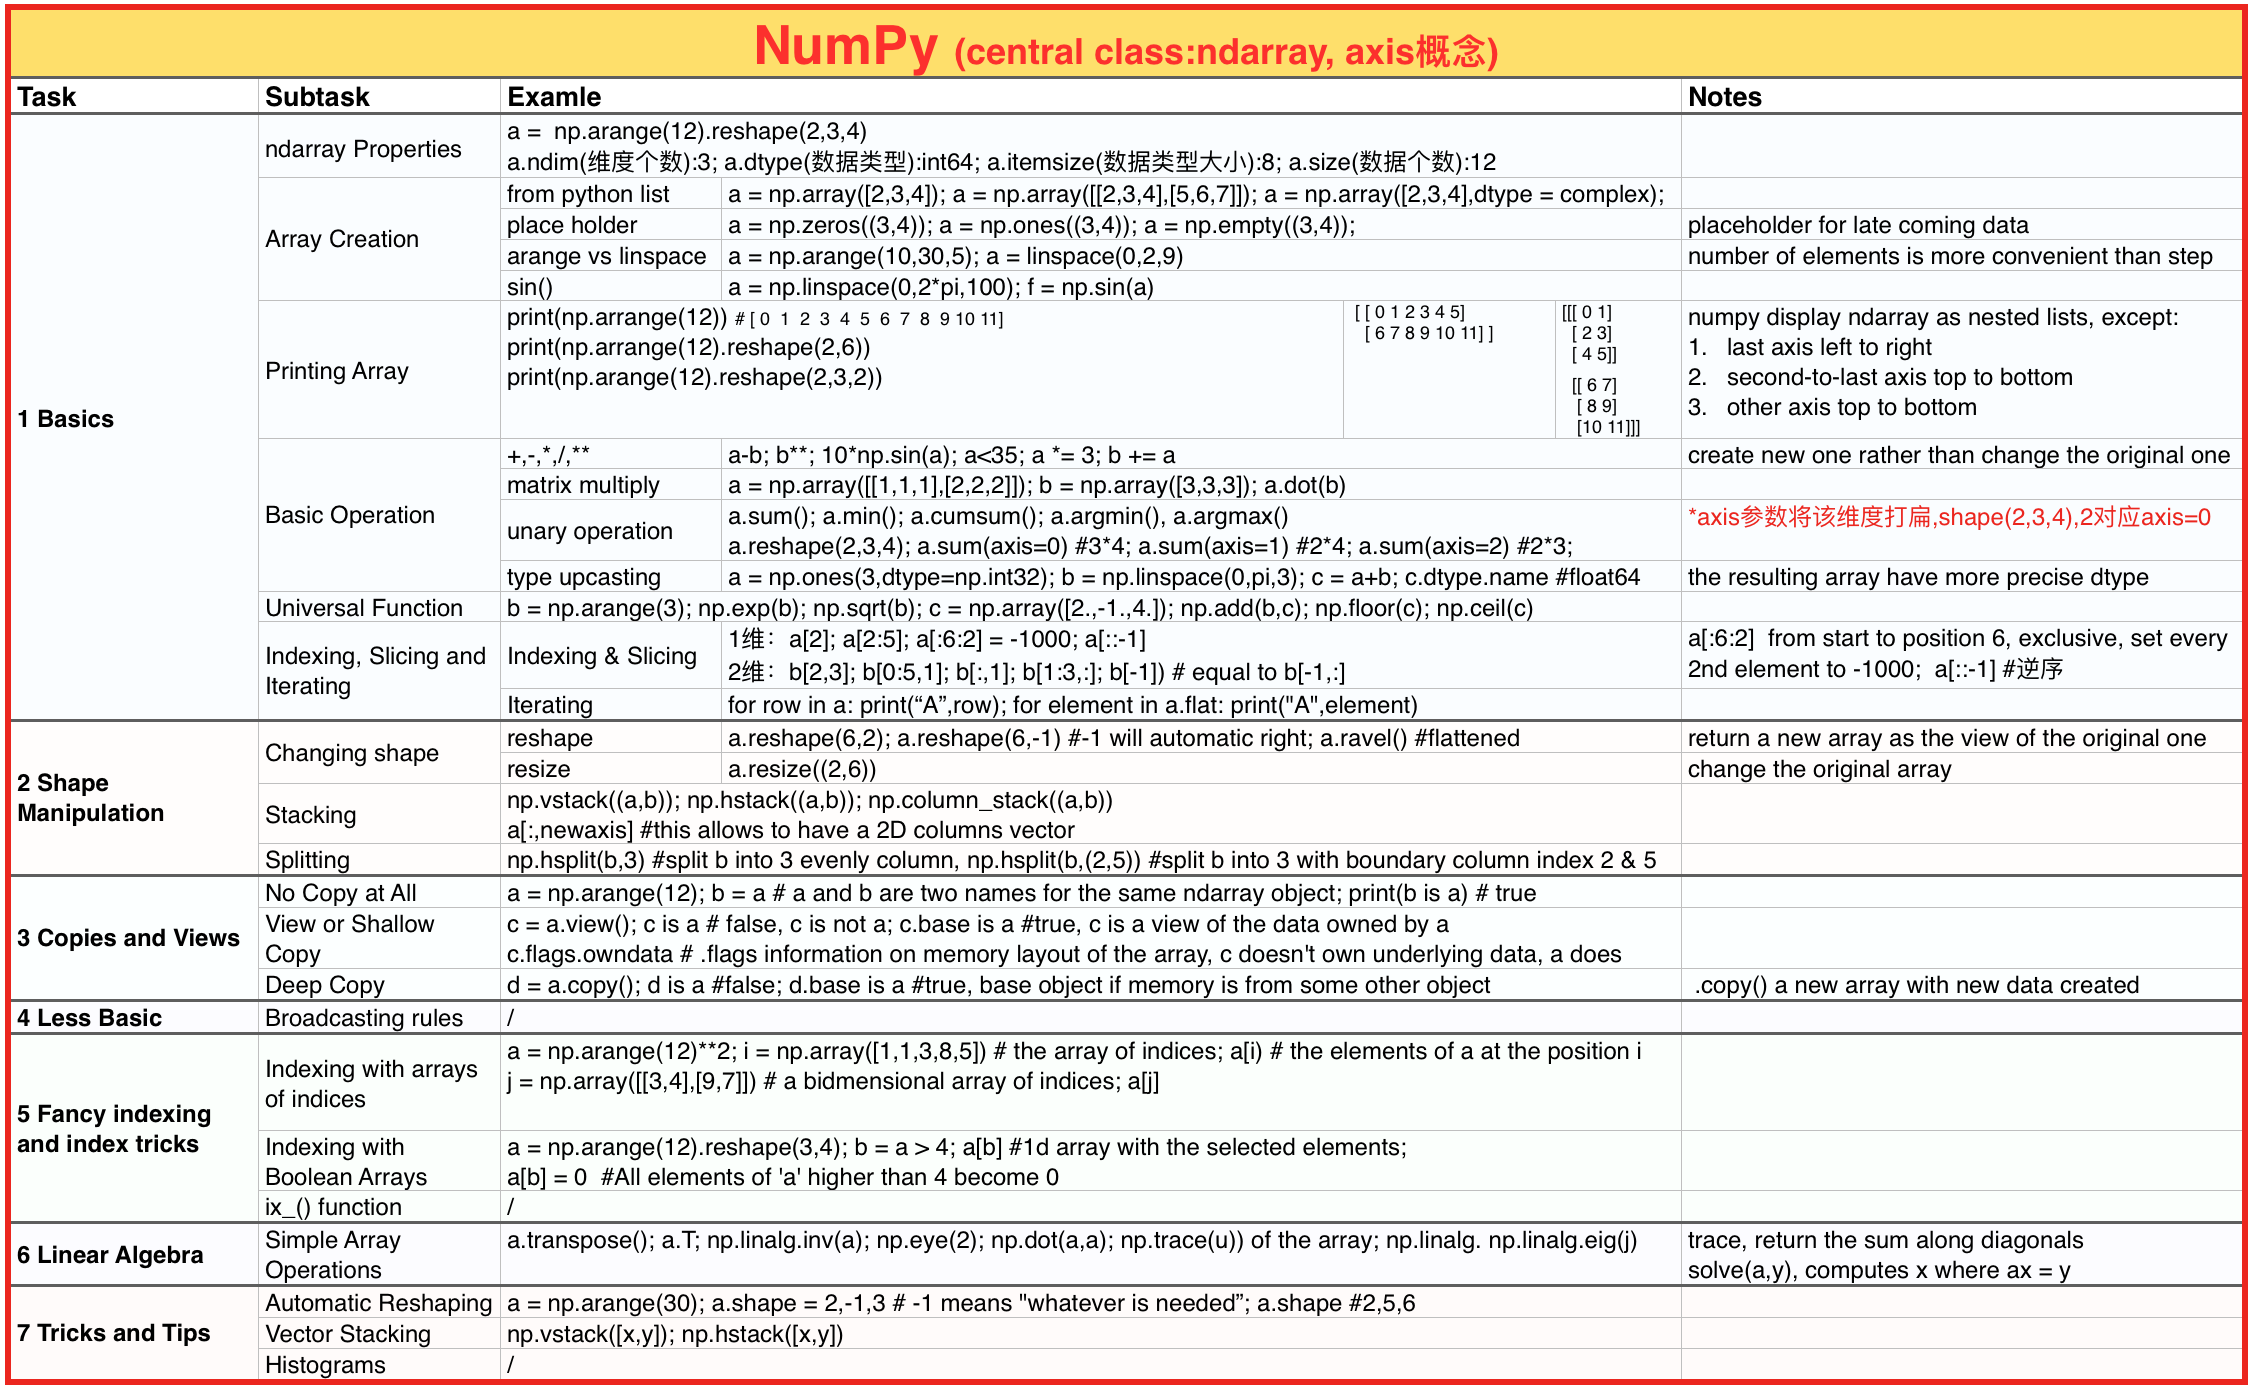 NumPy (central class:ndarray, axis概念)
Task Subtask Examle Notes
1 Basics
ndarray Properties
a =  np.arange(12).reshape(2,3,4)
a.ndim(维度个数):3; a.dtype(数据类型):int64; a.itemsize(数据类型大小):8; a.size(数据个数):12
Array Creation
from python list a = np.array([2,3,4]); a = np.array([[2,3,4],[5,6,7]]); a = np.array([2,3,4],dtype = complex);
place holder a = np.zeros((3,4)); a = np.ones((3,4)); a = np.empty((3,4)); placeholder for late coming data
arange vs linspace a = np.arange(10,30,5); a = linspace(0,2,9) number of elements is more convenient than step
sin() a = np.linspace(0,2*pi,100); f = np.sin(a)
Printing Array
print(np.arrange(12)) # [ 0 1 2 3 4 5 6 7 8 9 10 11]
print(np.arrange(12).reshape(2,6))
print(np.arange(12).reshape(2,3,2))
[ [ 0 1 2 3 4 5]
[ 6 7 8 9 10 11] ]
[[[ 0 1]
[ 2 3]
[ 4 5]]
[[ 6 7]
[ 8 9]
[10 11]]]
numpy display ndarray as nested lists, except:
1. last axis left to right
2. second-to-last axis top to bottom
3. other axis top to bottom
Basic Operation
+,-,*,/,** a-b; b**; 10*np.sin(a); a<35; a *= 3; b += a create new one rather than change the original one
matrix multiply a = np.array([[1,1,1],[2,2,2]]); b = np.array([3,3,3]); a.dot(b)
unary operation
a.sum(); a.min(); a.cumsum(); a.argmin(), a.argmax()
a.reshape(2,3,4); a.sum(axis=0) #3*4; a.sum(axis=1) #2*4; a.sum(axis=2) #2*3;
*axis参数将该维度打扁,shape(2,3,4),2对应axis=0
type upcasting a = np.ones(3,dtype=np.int32); b = np.linspace(0,pi,3); c = a+b; c.dtype.name #float64 the resulting array have more precise dtype
Universal Function b = np.arange(3); np.exp(b); np.sqrt(b); c = np.array([2.,-1.,4.]); np.add(b,c); np.floor(c); np.ceil(c)
Indexing, Slicing and
Iterating
Indexing & Slicing
1维：a[2]; a[2:5]; a[:6:2] = -1000; a[::-1]
2维：b[2,3]; b[0:5,1]; b[:,1]; b[1:3,:]; b[-1]) # equal to b[-1,:]
a[:6:2]  from start to position 6, exclusive, set every
2nd element to -1000;  a[::-1] #逆序
Iterating for row in a: print(“A”,row); for element in a.flat: print("A",element)
2 Shape
Manipulation
Changing shape
reshape a.reshape(6,2); a.reshape(6,-1) #-1 will automatic right; a.ravel() #flattened return a new array as the view of the original one
resize a.resize((2,6)) change the original array
Stacking
np.vstack((a,b)); np.hstack((a,b)); np.column_stack((a,b))
a[:,newaxis] #this allows to have a 2D columns vector
Splitting np.hsplit(b,3) #split b into 3 evenly column, np.hsplit(b,(2,5)) #split b into 3 with boundary column index 2 & 5
3 Copies and Views
No Copy at All a = np.arange(12); b = a # a and b are two names for the same ndarray object; print(b is a) # true
View or Shallow
Copy
c = a.view(); c is a # false, c is not a; c.base is a #true, c is a view of the data owned by a
c.flags.owndata # .flags information on memory layout of the array, c doesn't own underlying data, a does
Deep Copy d = a.copy(); d is a #false; d.base is a #true, base object if memory is from some other object .copy() a new array with new data created
4 Less Basic Broadcasting rules /
5 Fancy indexing
and index tricks
Indexing with arrays
of indices
a = np.arange(12)**2; i = np.array([1,1,3,8,5]) # the array of indices; a[i) # the elements of a at the position i
j = np.array([[3,4],[9,7]]) # a bidmensional array of indices; a[j]
Indexing with
Boolean Arrays
a = np.arange(12).reshape(3,4); b = a > 4; a[b] #1d array with the selected elements;
a[b] = 0  #All elements of 'a' higher than 4 become 0
ix_() function /
6 Linear Algebra
Simple Array
Operations
a.transpose(); a.T; np.linalg.inv(a); np.eye(2); np.dot(a,a); np.trace(u)) of the array; np.linalg. np.linalg.eig(j)
trace, return the sum along diagonals
solve(a,y), computes x where ax = y
7 Tricks and Tips
Automatic Reshaping a = np.arange(30); a.shape = 2,-1,3 # -1 means "whatever is needed”; a.shape #2,5,6
Vector Stacking np.vstack([x,y]); np.hstack([x,y])
Histograms /